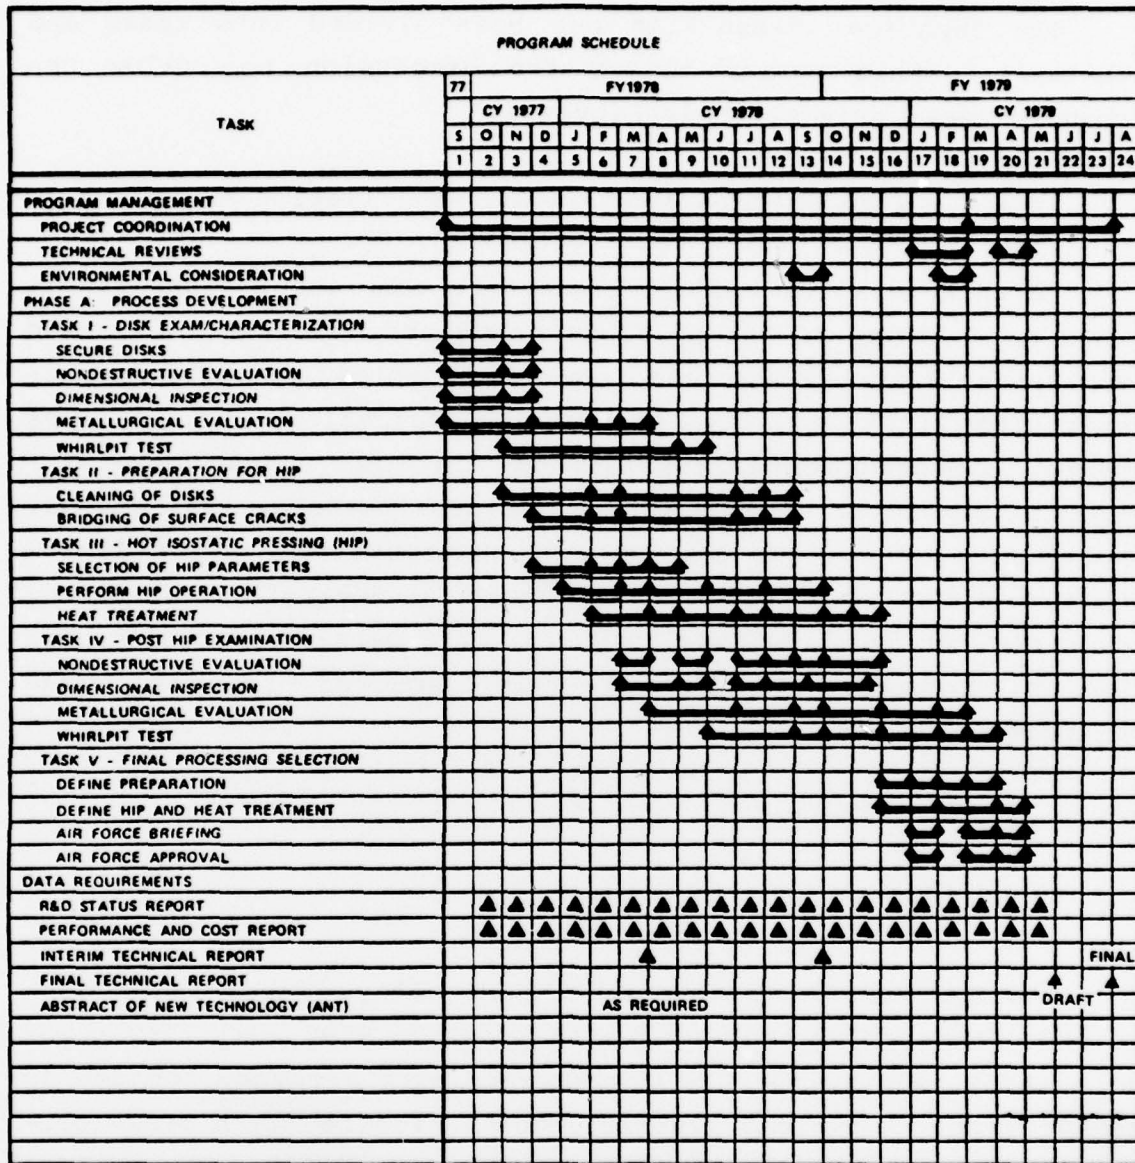 PROGRAM SCHEDULE
TASK
77 FY1978 FY 1979
CY 1977 CY 1978 CY 1979
S O N D J F M A M J J A S O N D J F M A M J J A
1 2 3 4 5 6 7 8 9 10 11 12 13 14 15 16 17 18 19 20 21 22 23 24
PROGRAM MANAGEMENT
PROJECT COORDINATION
TECHNICAL REVIEWS
ENVIRONMENTAL CONSIDERATION
PHASE A: PROCESS DEVELOPMENT
TASK I - DISK EXAM/CHARACTERIZATION
SECURE DISKS
NONDESTRUCTIVE EVALUATION
DIMENSIONAL INSPECTION
METALLURGICAL EVALUATION
WHIRLPIT TEST
TASK II - PREPARATION FOR HIP
CLEANING OF DISKS
BRIDGING OF SURFACE CRACKS
TASK III - HOT ISOSTATIC PRESSING (HIP)
SELECTION OF HIP PARAMETERS
PERFORM HIP OPERATION
HEAT TREATMENT
TASK IV - POST HIP EXAMINATION
NONDESTRUCTIVE EVALUATION
DIMENSIONAL INSPECTION
METALLURGICAL EVALUATION
WHIRLPIT TEST
TASK V - FINAL PROCESSING SELECTION
DEFINE PREPARATION
DEFINE HIP AND HEAT TREATMENT
AIR FORCE BRIEFING
AIR FORCE APPROVAL
DATA REQUIREMENTS
R&D STATUS REPORT
PERFORMANCE AND COST REPORT
INTERIM TECHNICAL REPORT FINAL
FINAL TECHNICAL REPORT
DRAFT
ABSTRACT OF NEW TECHNOLOGY (ANT) AS REQUIRED